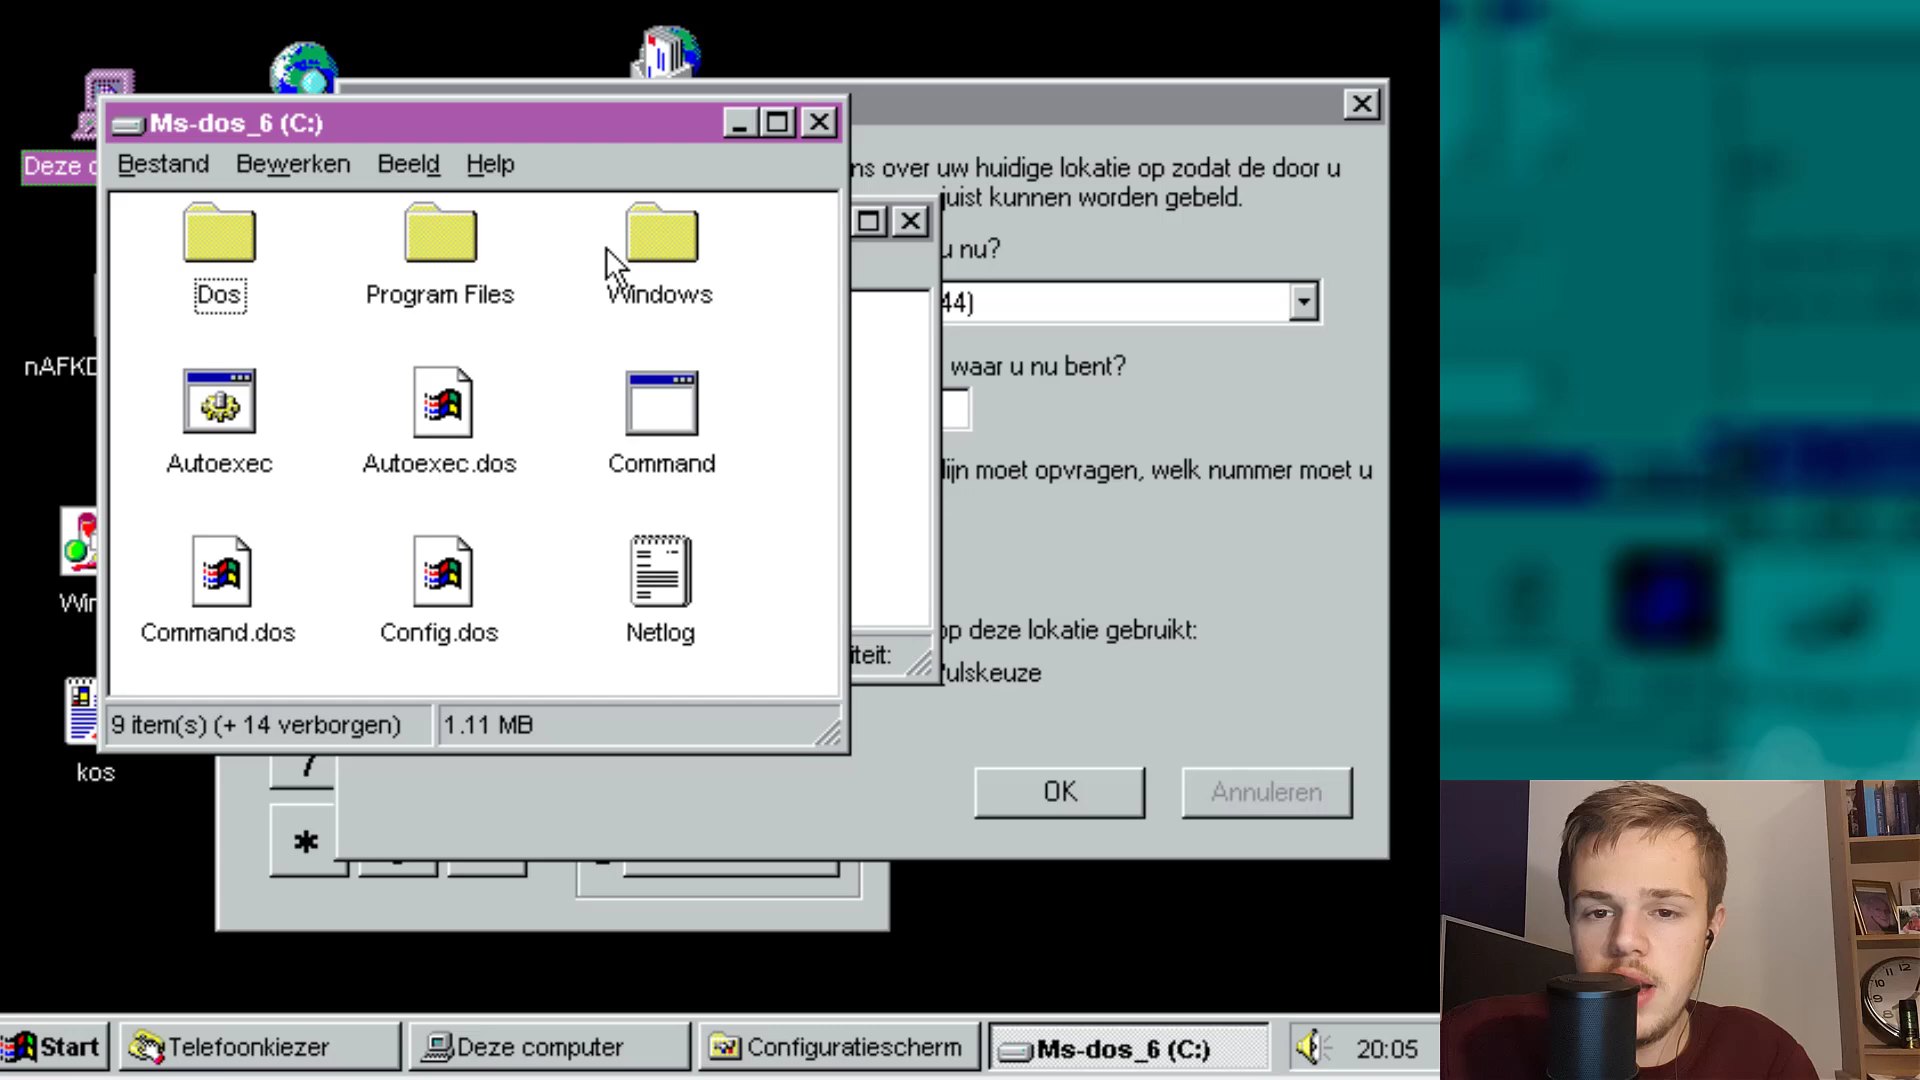 Ms-dos_6 (C:)
Bestand Bewerken Beeld Help
Dos Program Files Windows
Autoexec Autoexec.dos Command
Command.dos Config.dos Netlog
9 item(s) (+ 14 verborgen) 1.11 MB
Deze
nAFKD
Win
kos
ns over uw huidige lokatie op zodat de door u
juist kunnen worden gebeld.
u nu?
44)
waar u nu bent?
lijn moet opvragen, welk nummer moet u
op deze lokatie gebruikt:
Pulskeuze
iteit:
OK Annuleren
7
*
Start Telefoonkiezer Deze computer Configuratiescherm Ms-dos_6 (C:) 20:05